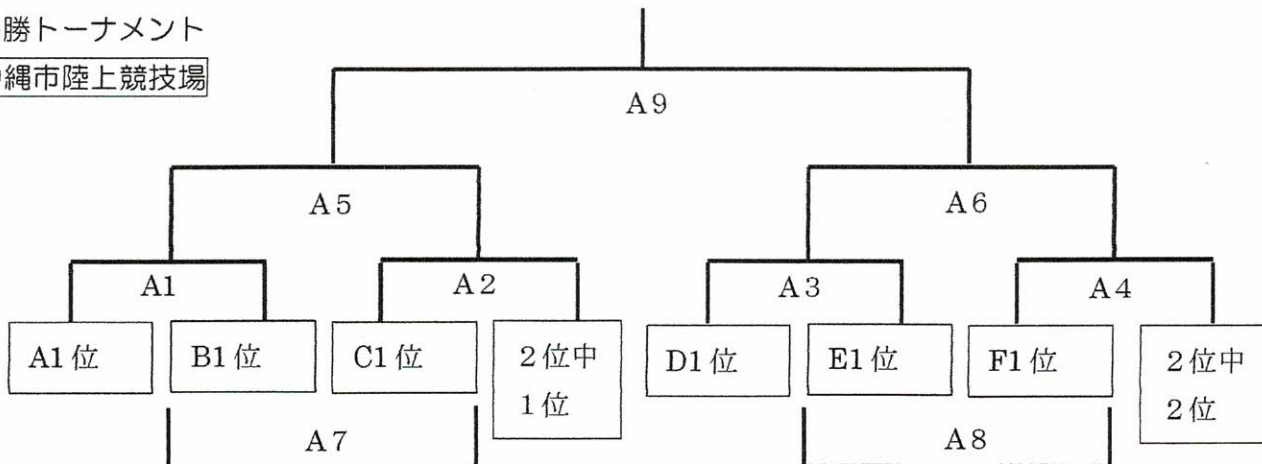 勝トーナメント
縄市陸上競技場
A9
A5
A6
A1
A2
A3
A4
A1位
B1位
C1位
2位中
1位
D1位
E1位
F1位
2位中
2位
A7
A8